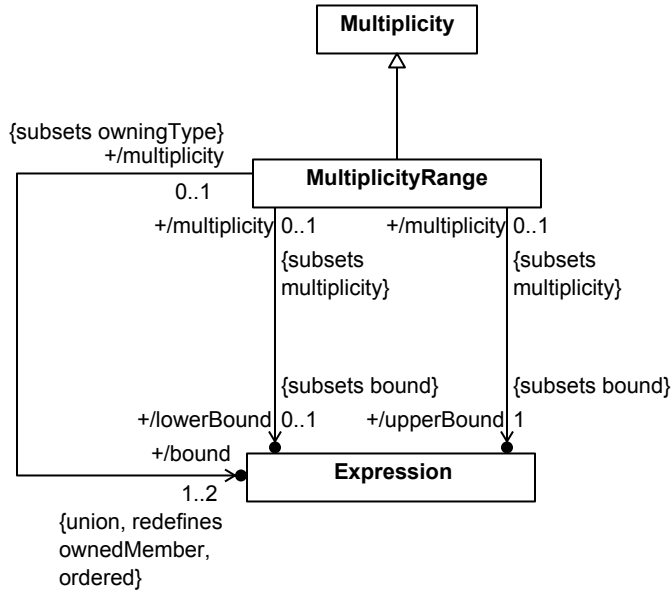 Multiplicity
{subsets owningType}
+/multiplicity
0..1
MultiplicityRange
+/multiplicity 0..1
{subsets
multiplicity}
+/multiplicity 0..1
{subsets
multiplicity}
{subsets bound}
+/lowerBound 0..1
{subsets bound}
+/upperBound 1
+/bound
1..2
{union, redefines
ownedMember,
ordered}
Expression